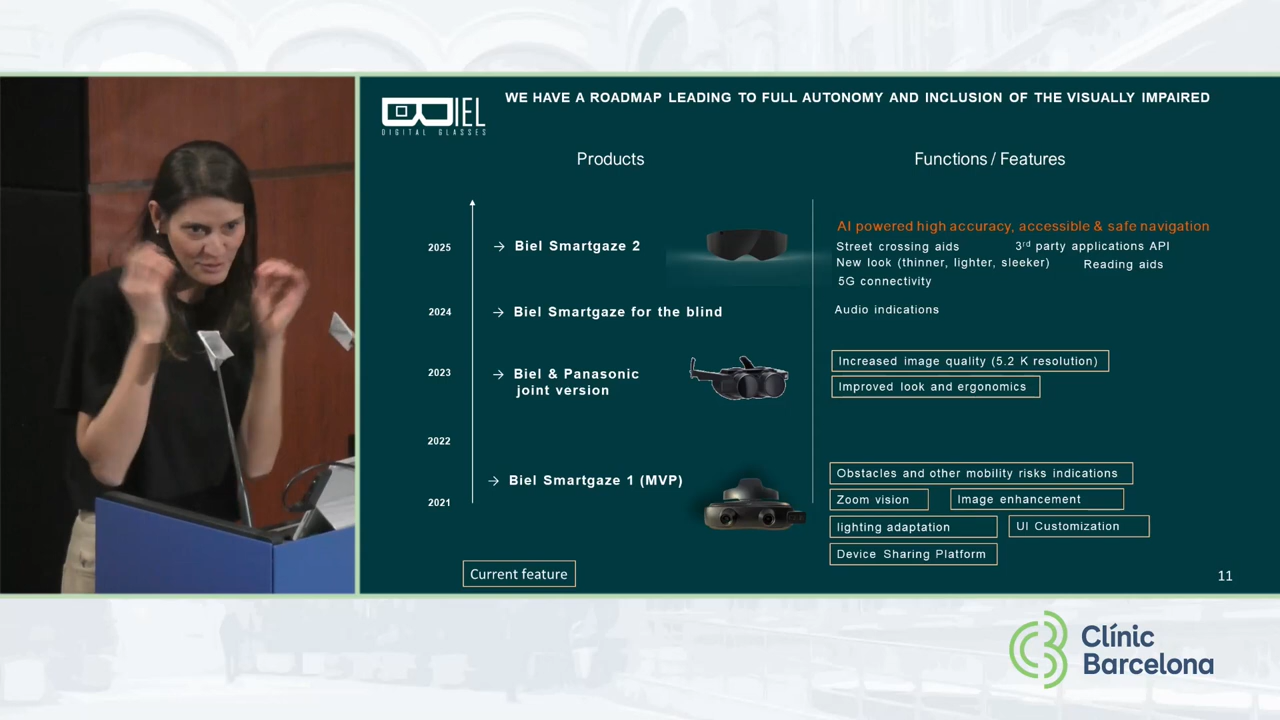 BIEL
DIGITAL GLASSES
WE HAVE A ROADMAP LEADING TO FULL AUTONOMY AND INCLUSION OF THE VISUALLY IMPAIRED
Products
Functions / Features
2025
→ Biel Smartgaze 2
AI powered high accuracy, accessible & safe navigation
Street crossing aids
3rd party applications API
New look (thinner, lighter, sleeker)
Reading aids
5G connectivity
2024
→ Biel Smartgaze for the blind
Audio indications
2023
→ Biel & Panasonic
joint version
Increased image quality (5.2 K resolution)
Improved look and ergonomics
2022
2021
→ Biel Smartgaze 1 (MVP)
Obstacles and other mobility risks indications
Zoom vision
Image enhancement
lighting adaptation
UI Customization
Device Sharing Platform
Current feature
11
Clínic
Barcelona